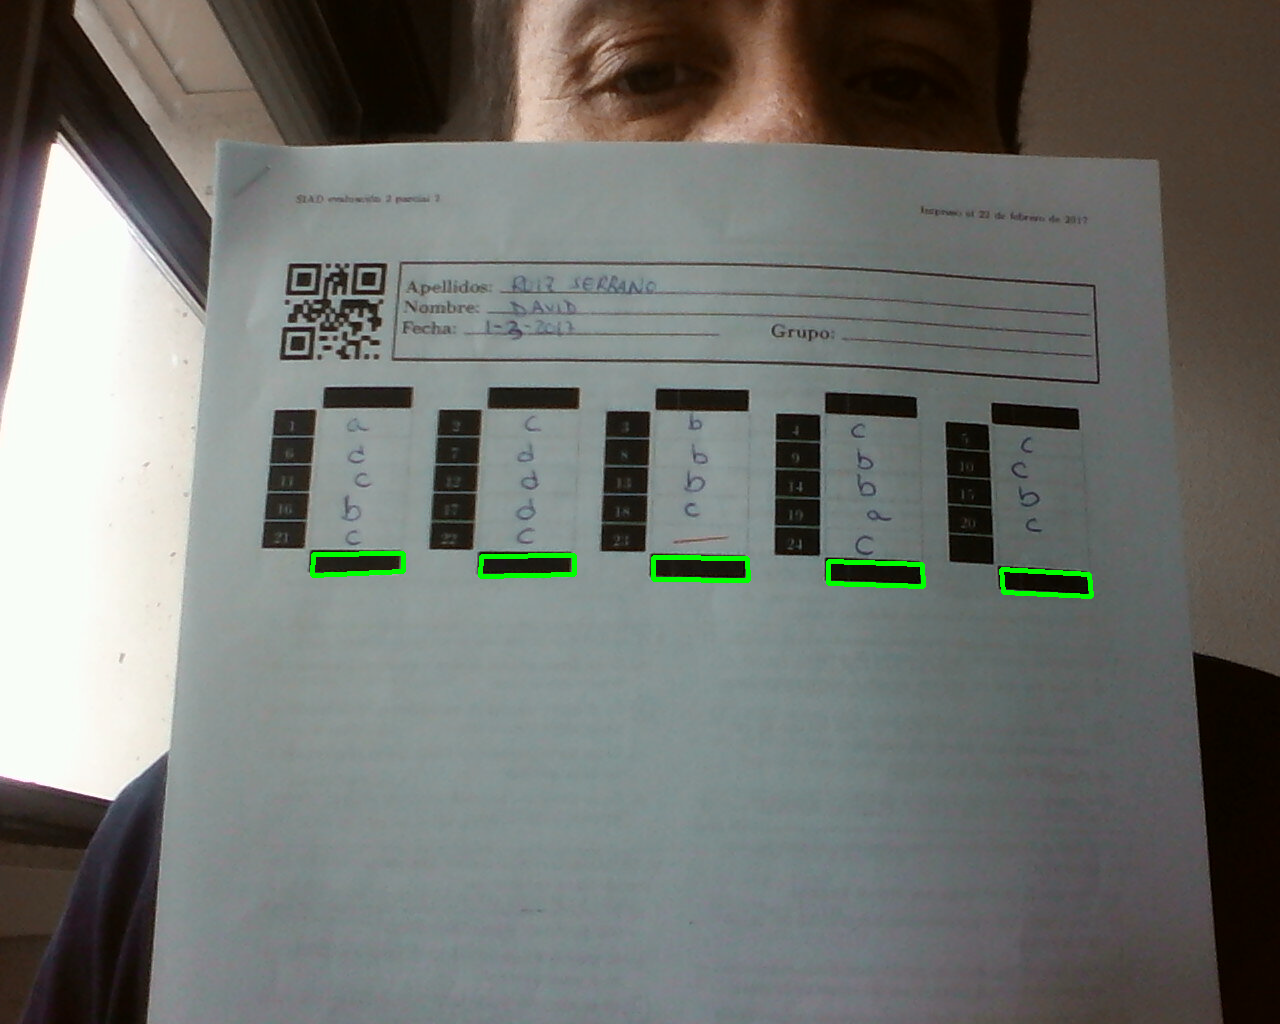 SIAD evaluación 2 parcial 2
Impreso el 23 de febrero de 2017
Apellidos: RUIZ SERRANO
Nombre: DAVID
Fecha: 1-3-2017 Grupo:
1 a 2 c 3 b 4 c 5 c
6 d 7 d 8 b 9 b 10 c
11 c 12 d 13 b 14 b 15 b
16 b 17 d 18 c 19 a 20 c
21 c 22 c 23 — 24 c